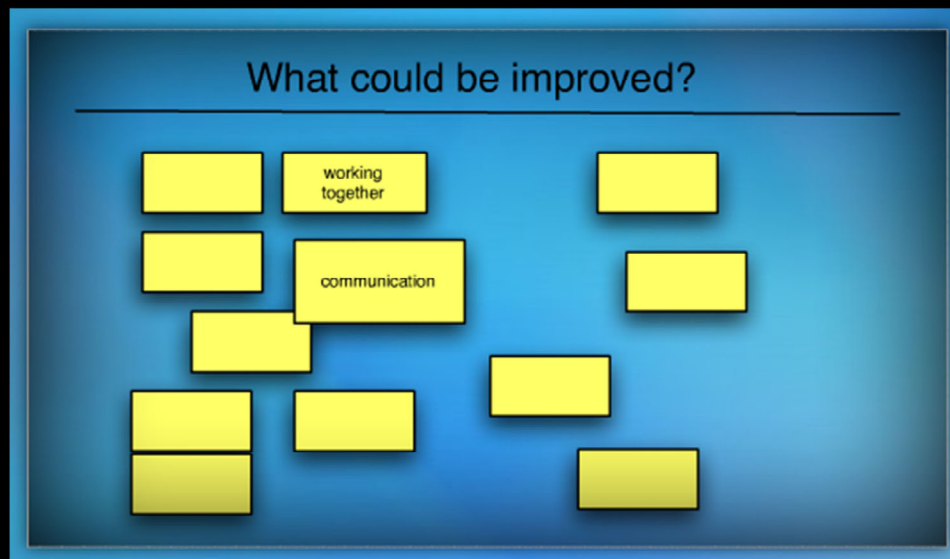 What could be improved?
working
together
communication